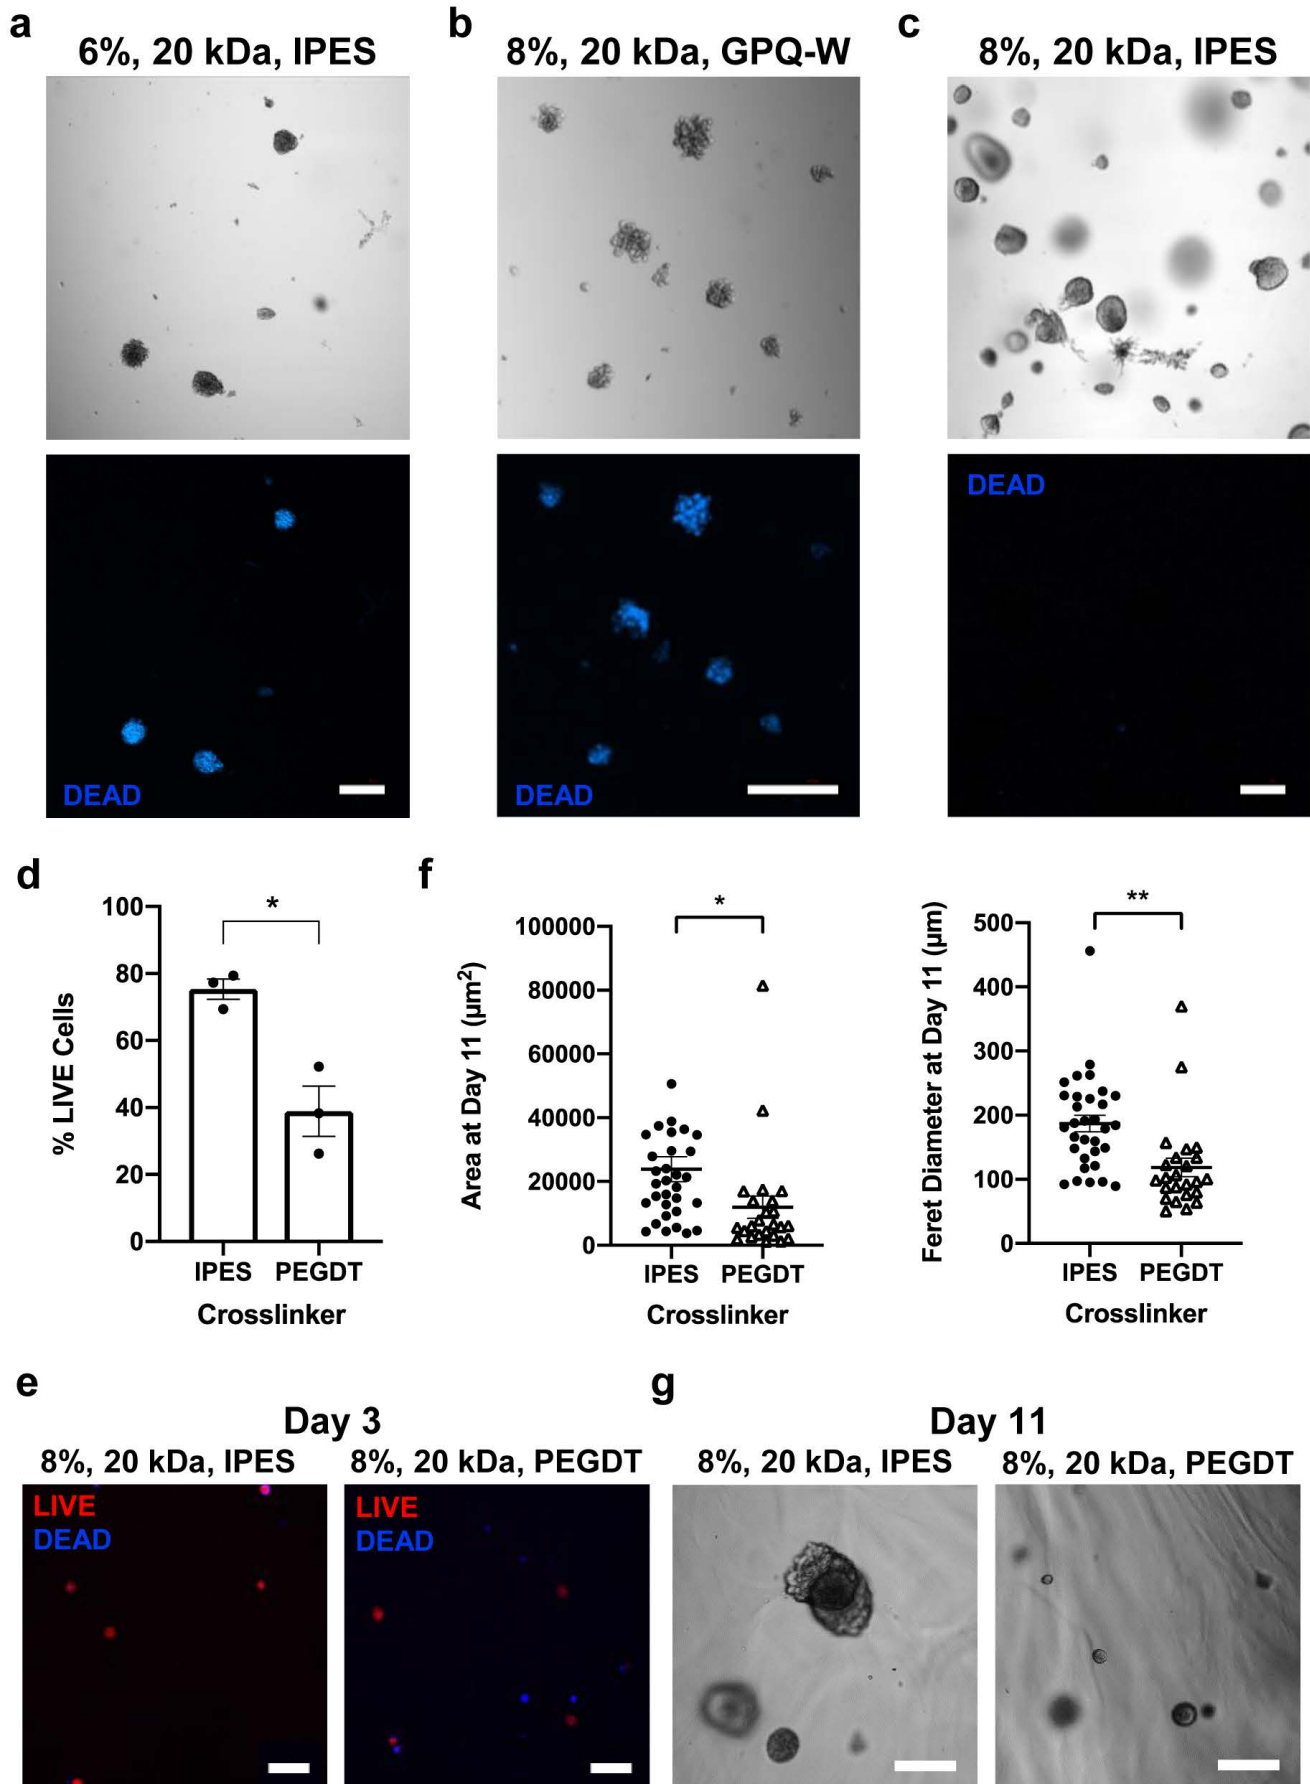 a
6%, 20 kDa, IPES
b
8%, 20 kDa, GPQ-W
c
8%, 20 kDa, IPES
DEAD
DEAD
DEAD
d
100
80
60
40
20
0
% LIVE Cells
*
IPES PEGDT
Crosslinker
f
100000
80000
60000
40000
20000
0
Area at Day 11 (µm²)
*
IPES PEGDT
Crosslinker
500
400
300
200
100
0
Feret Diameter at Day 11 (µm)
**
IPES PEGDT
Crosslinker
e
Day 3
8%, 20 kDa, IPES
8%, 20 kDa, PEGDT
LIVE
DEAD
LIVE
DEAD
g
Day 11
8%, 20 kDa, IPES
8%, 20 kDa, PEGDT